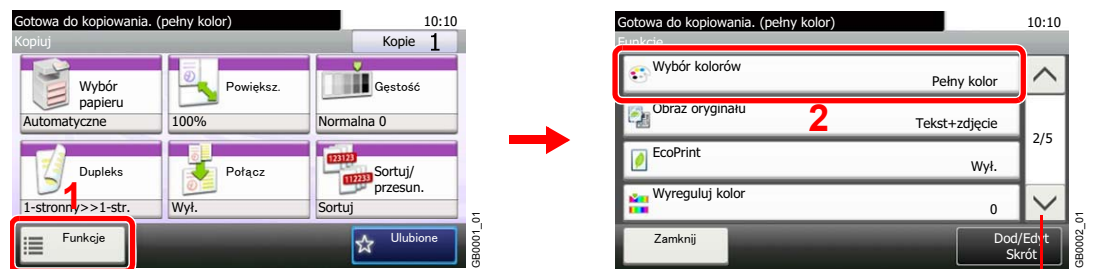 Gotowa do kopiowania. (pełny kolor) 10:10
Kopiuj Kopie 1
Wybór
papieru
Automatyczne
Powiększ.
100%
Gęstość
Normalna 0
Dupleks
1-stronny>>1-str.
Połącz
Wył.
123123
112233
Sortuj/
przesun.
Sortuj
1
Funkcje
Ulubione
GB0001_01
Gotowa do kopiowania. (pełny kolor) 10:10
Funkcje
Wybór kolorów
Pełny kolor
Obraz oryginału
Tekst+zdjęcie
2
2/5
EcoPrint
Wył.
Wyreguluj kolor
0
Zamknij
Dod/Edyt
Skrót
GB0002_01